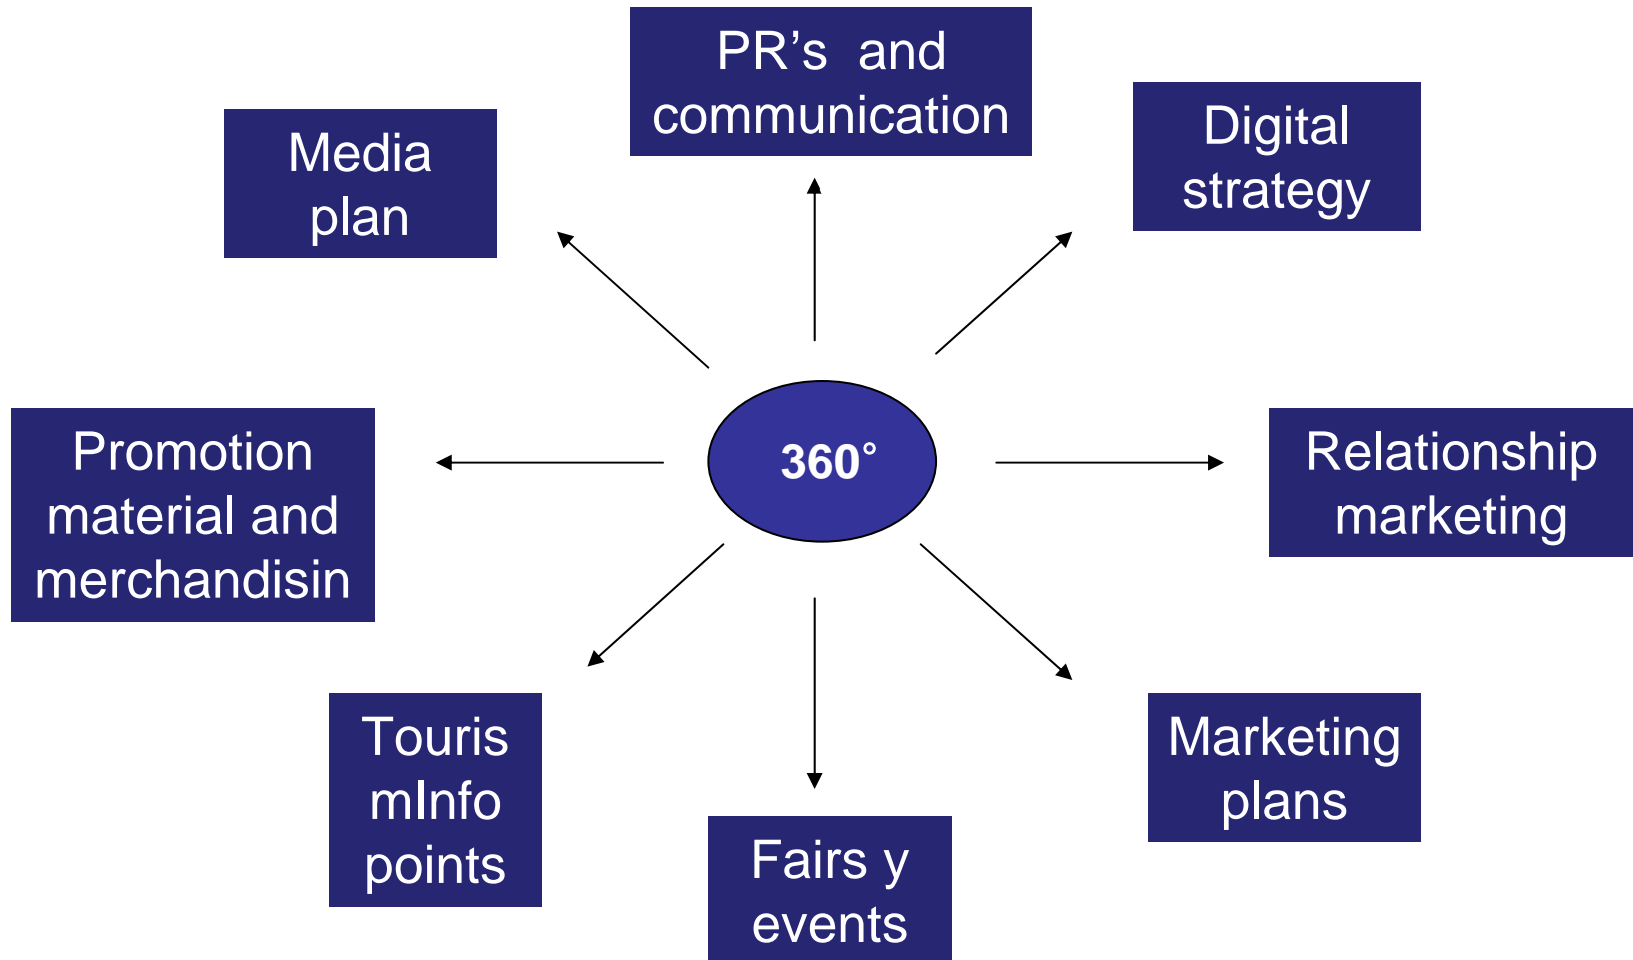 PR’s  and
communication
Digital
strategy
Media
plan
Promotion
material and
merchandisin
360°
Relationship
marketing
Touris
mInfo
points
Marketing
plans
Fairs y
events